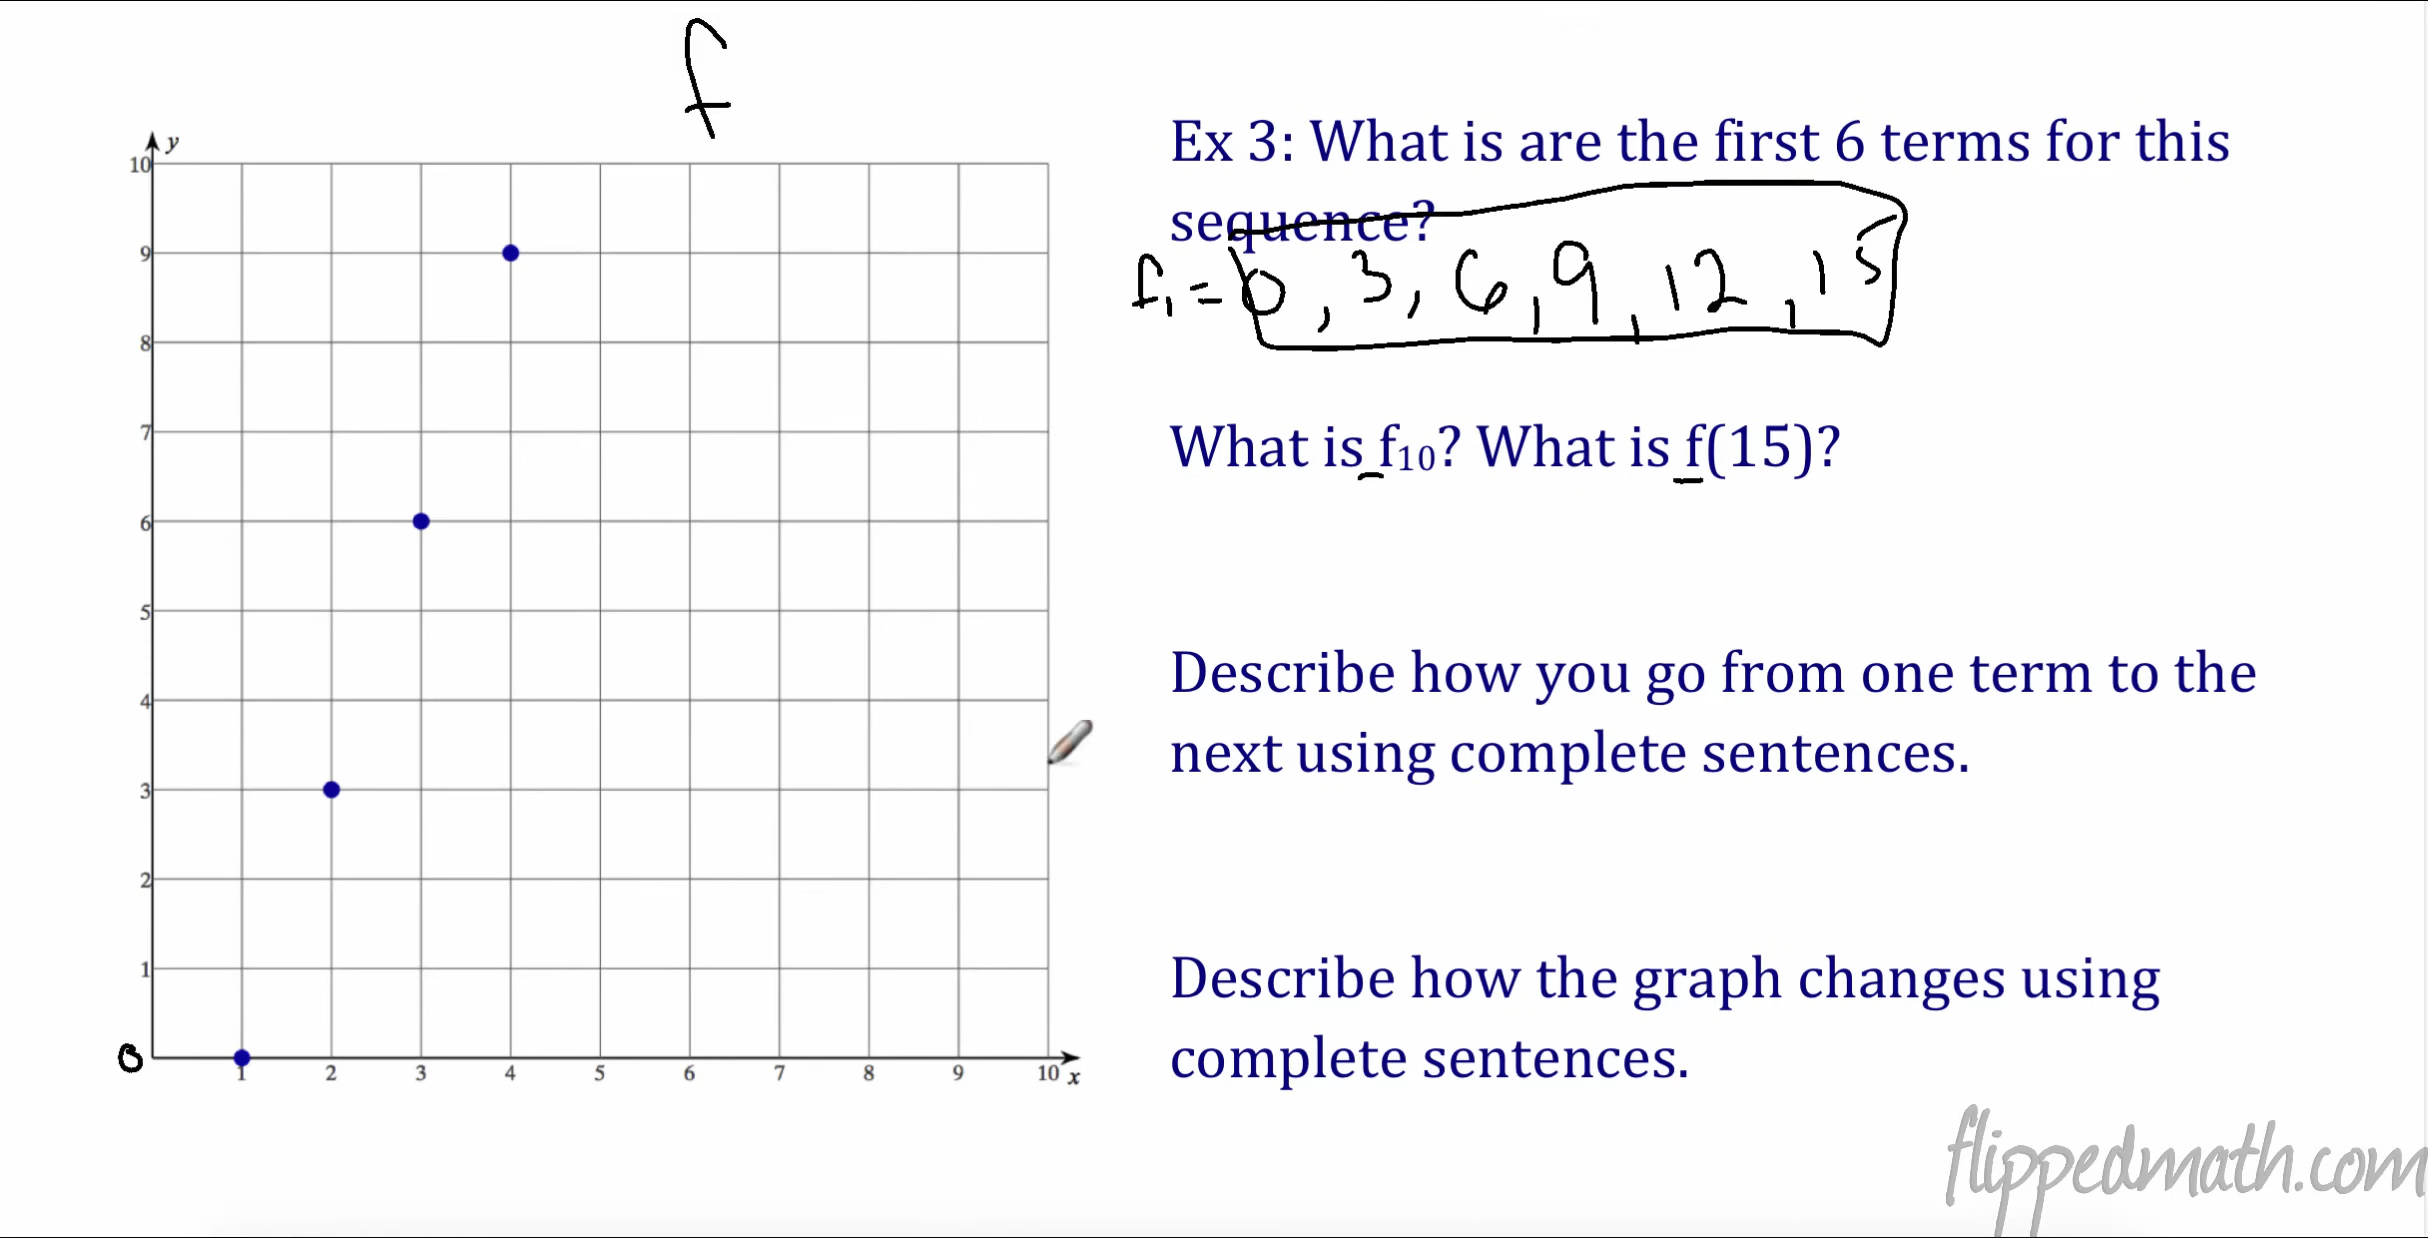 f
y
10
9
8
7
6
5
4
3
2
1
0
1 2 3 4 5 6 7 8 9 10 x
Ex 3: What is are the first 6 terms for this
sequence?
f₁ = 0, 3, 6, 9, 12, 15
What is f₁₀? What is f(15)?
Describe how you go from one term to the
next using complete sentences.
Describe how the graph changes using
complete sentences.
flippedmath.com